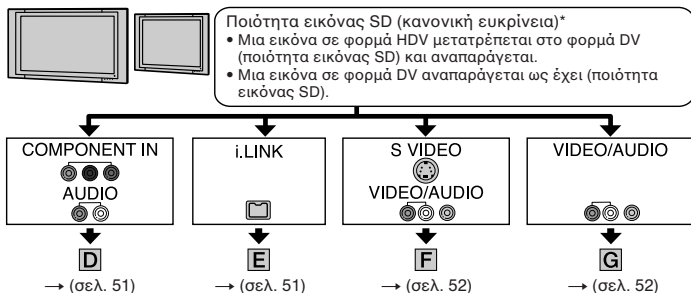 Ποιότητα εικόνας SD (κανονική ευκρίνεια)*
• Μια εικόνα σε φορμά HDV μετατρέπεται στο φορμά DV
(ποιότητα εικόνας SD) και αναπαράγεται.
• Μια εικόνα σε φορμά DV αναπαράγεται ως έχει (ποιότητα
εικόνας SD).
COMPONENT IN
AUDIO
D
→ (σελ. 51)
i.LINK
E
→ (σελ. 51)
S VIDEO
VIDEO/AUDIO
F
→ (σελ. 52)
VIDEO/AUDIO
G
→ (σελ. 52)